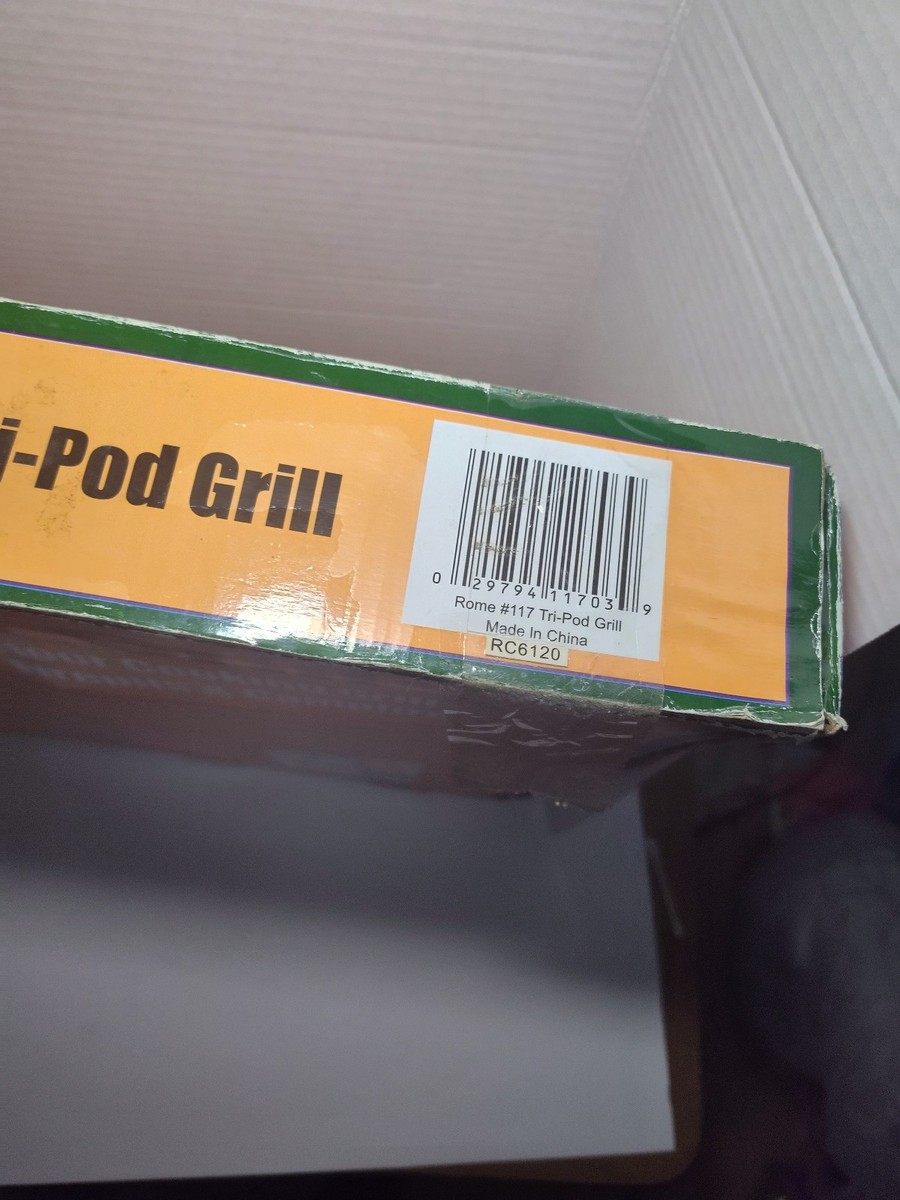 i-Pod Grill
0 29794 11703 9
Rome #117 Tri-Pod Grill
Made In China
RC6120